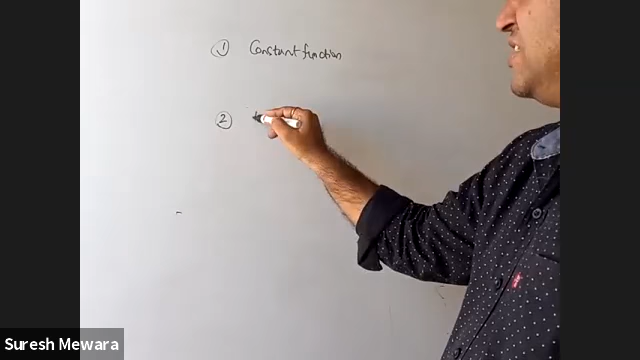 ① Constant function
②
Suresh Mewara